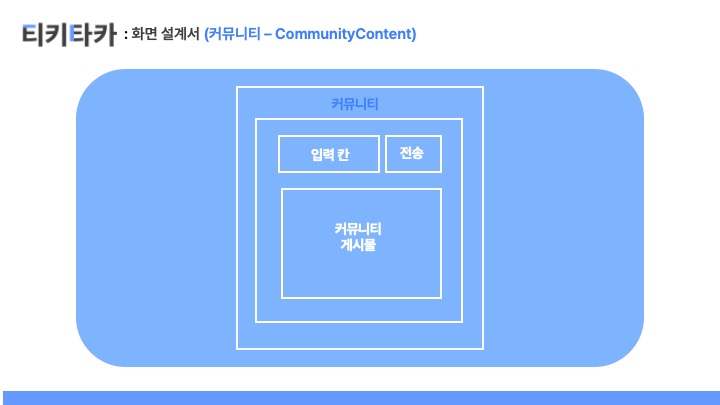 티키타카 : 화면 설계서 (커뮤니티 – CommunityContent)
커뮤니티
입력 칸
전송
커뮤니티
게시물